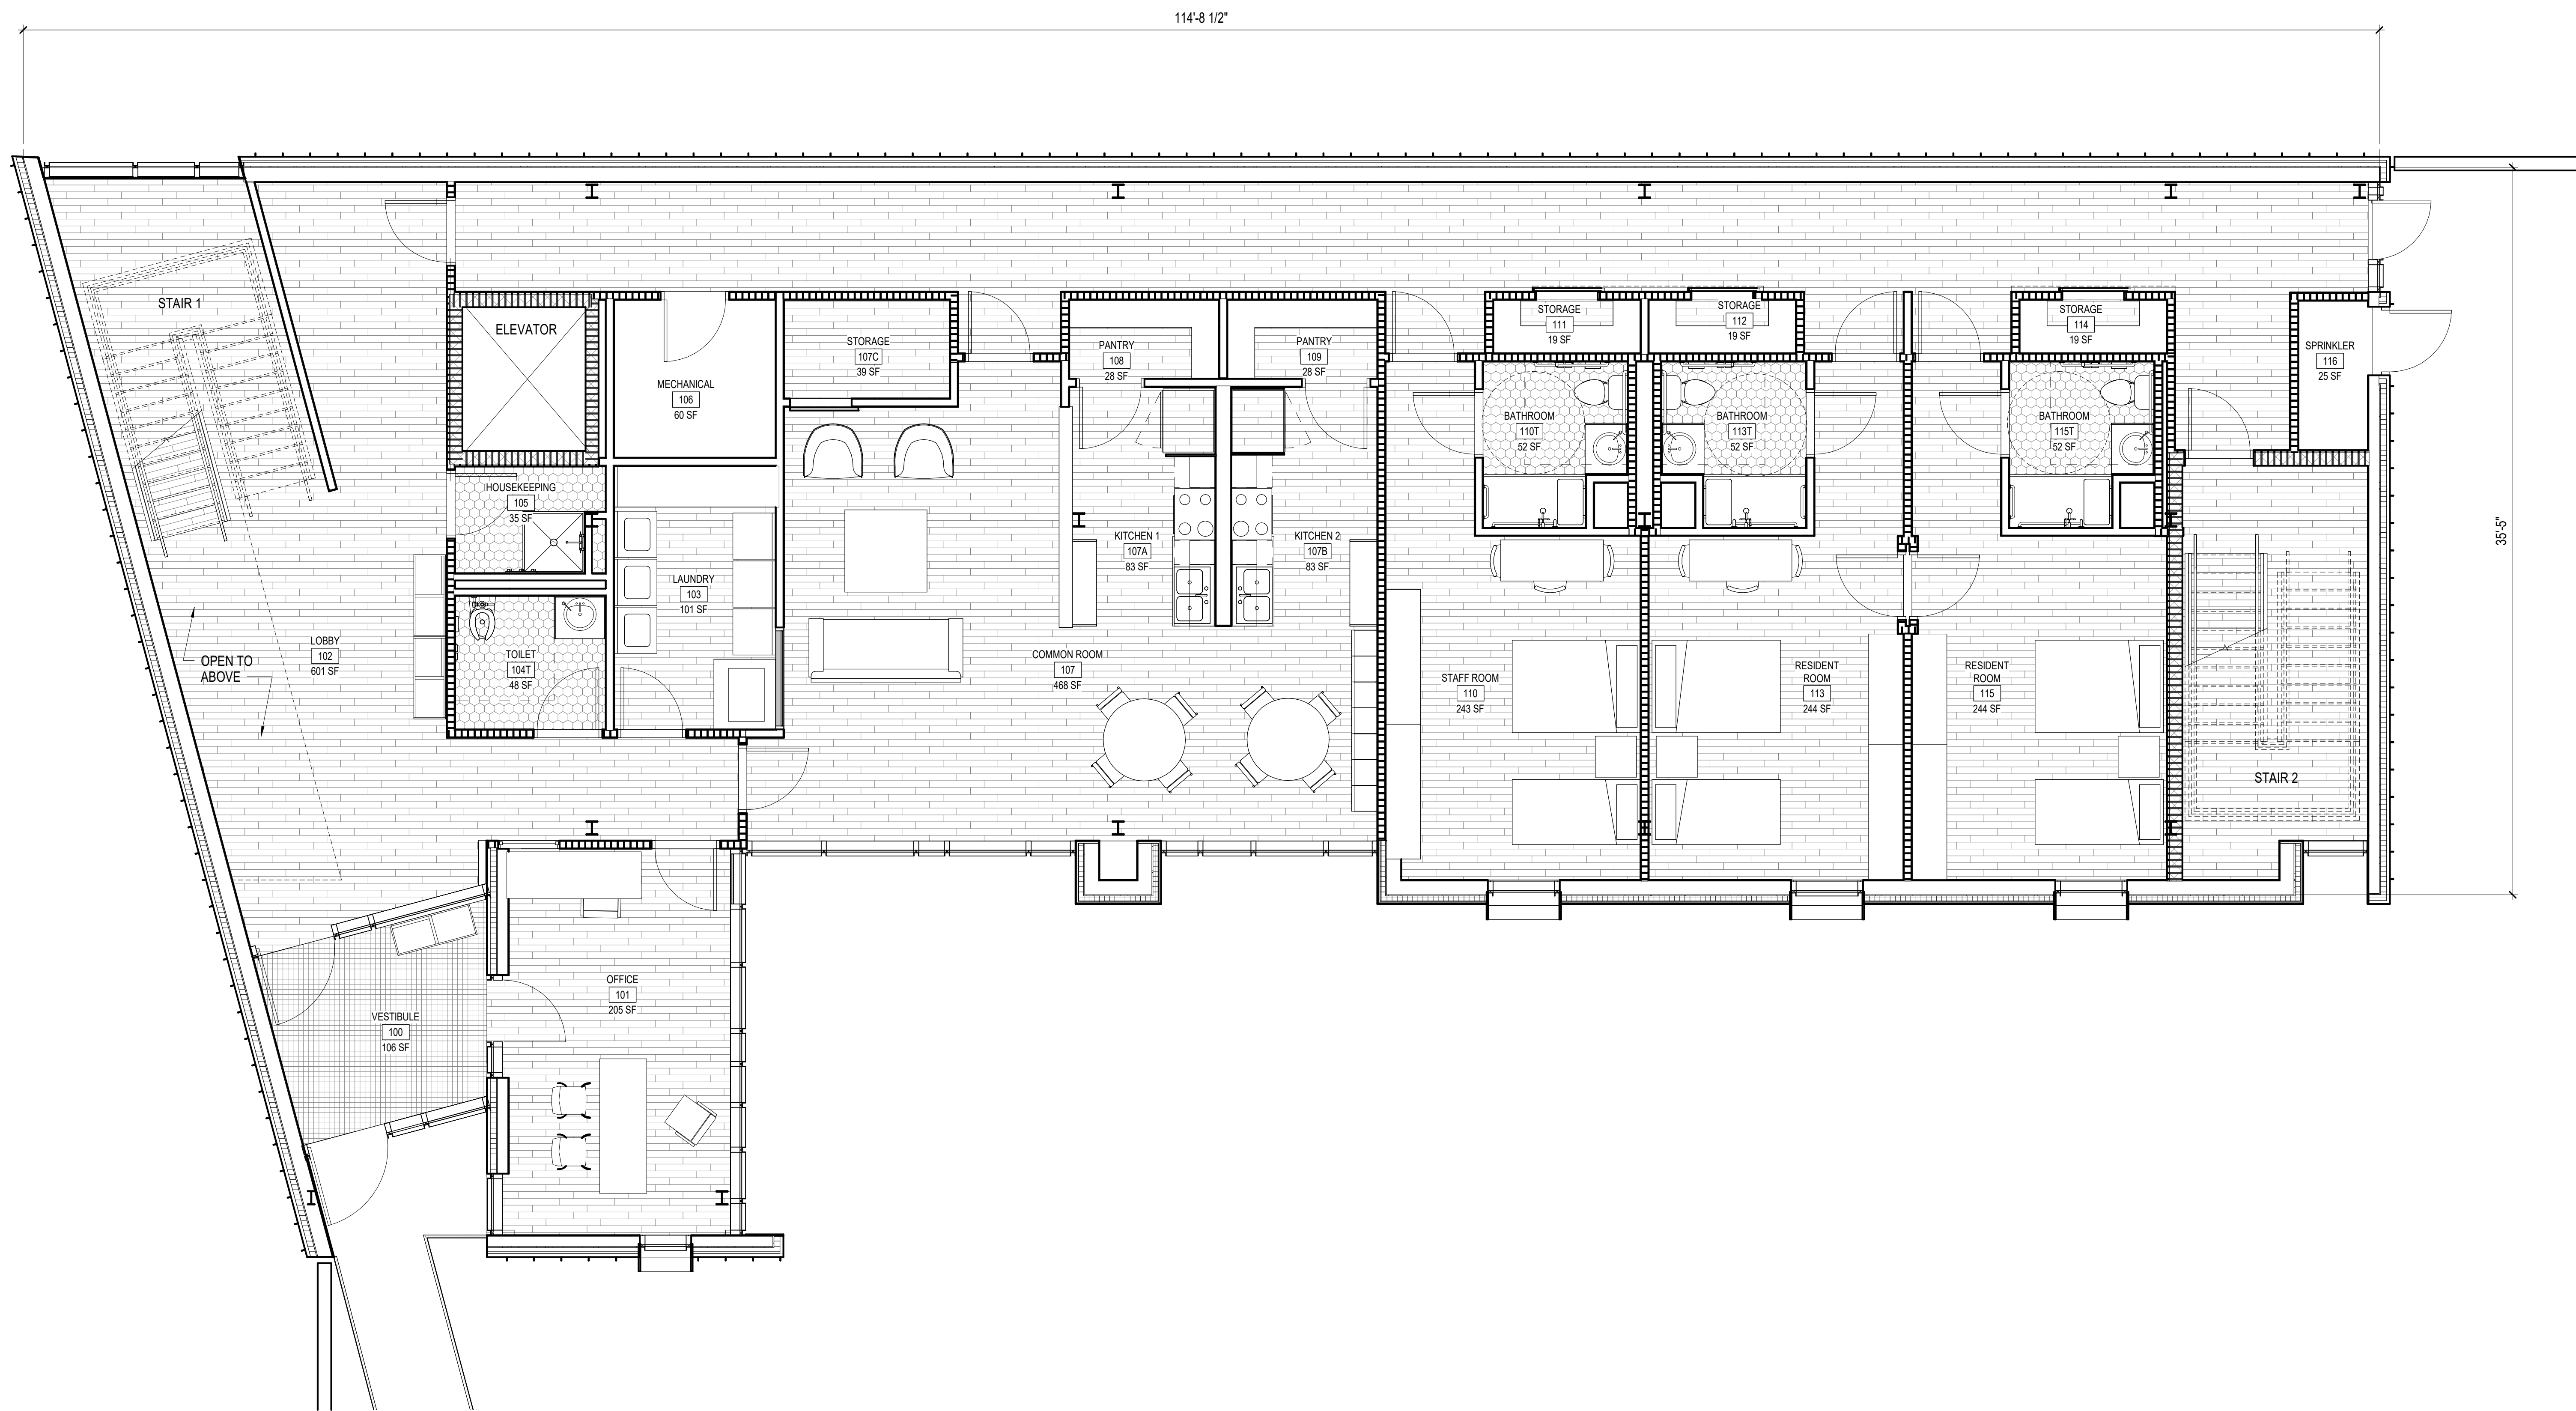 114'-8 1/2"
STAIR 1
ELEVATOR
MECHANICAL
106
60 SF
STORAGE
107C
39 SF
PANTRY
108
28 SF
PANTRY
109
28 SF
STORAGE
111
19 SF
STORAGE
112
19 SF
STORAGE
114
19 SF
SPRINKLER
116
25 SF
BATHROOM
110T
52 SF
BATHROOM
113T
52 SF
BATHROOM
115T
52 SF
HOUSEKEEPING
105
35 SF
LAUNDRY
103
101 SF
KITCHEN 1
107A
83 SF
KITCHEN 2
107B
83 SF
35'-5"
LOBBY
102
601 SF
OPEN TO
ABOVE
TOILET
104T
48 SF
COMMON ROOM
107
468 SF
STAFF ROOM
110
243 SF
RESIDENT
ROOM
113
244 SF
RESIDENT
ROOM
115
244 SF
STAIR 2
OFFICE
101
205 SF
VESTIBULE
100
106 SF